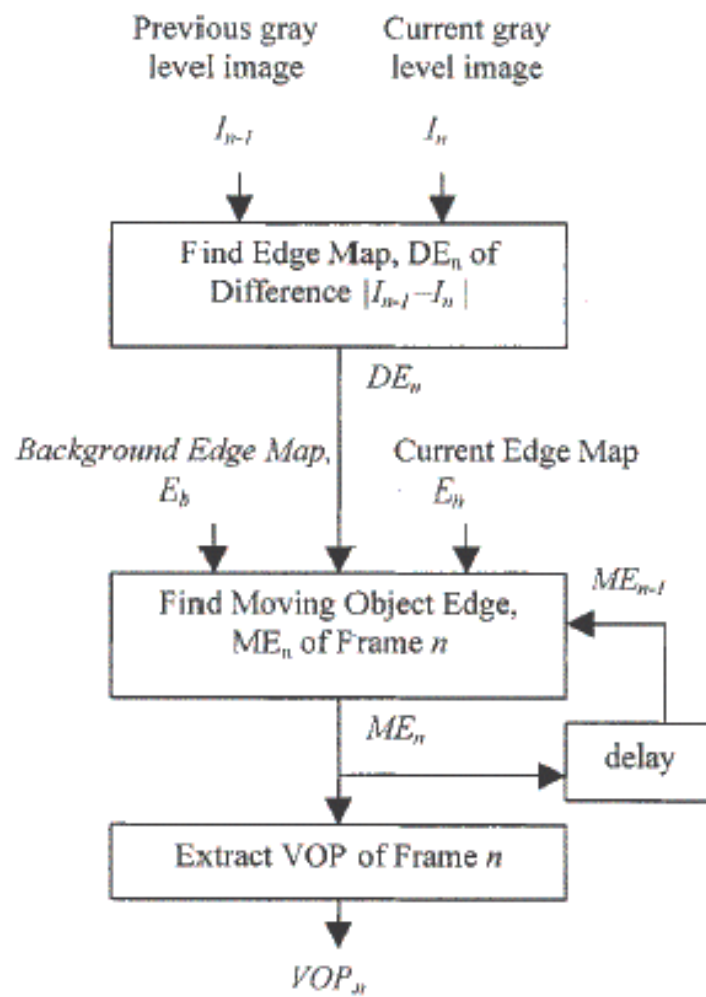 Previous gray
level image
Current gray
level image
Iₙ₋₁
Iₙ
Find Edge Map, DEₙ of
Difference |Iₙ₋₁–Iₙ|
DEₙ
Background Edge Map,
E_b
Current Edge Map
Eₙ
MEₙ₋₁
Find Moving Object Edge,
MEₙ of Frame n
MEₙ
delay
Extract VOP of Frame n
VOPₙ